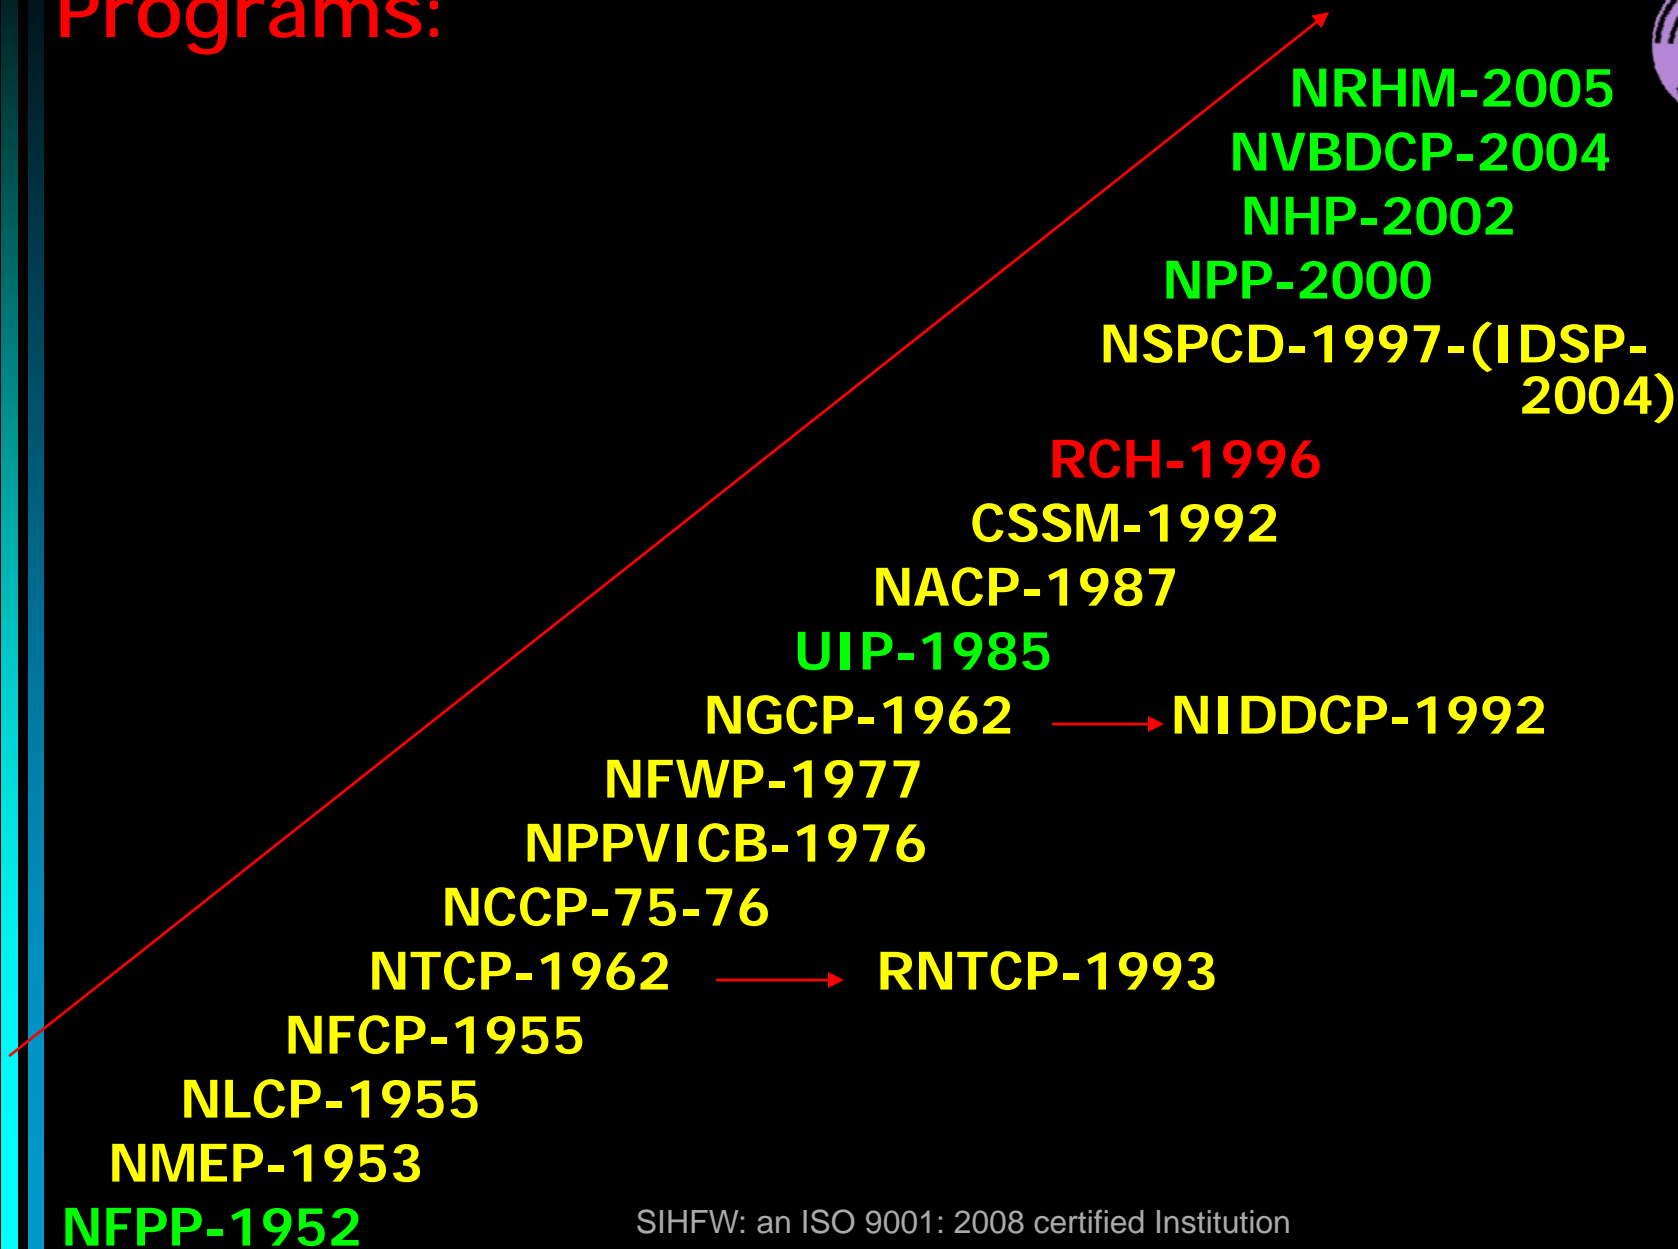 Programs:
NRHM-2005
NVBDCP-2004
NHP-2002
NPP-2000
NSPCD-1997-(IDSP-
2004)
RCH-1996
CSSM-1992
NACP-1987
UIP-1985
NGCP-1962 NIDDCP-1992
NFWP-1977
NPPVICB-1976
NCCP-75-76
NTCP-1962 RNTCP-1993
NFCP-1955
NLCP-1955
NMEP-1953
NFPP-1952
SIHFW: an ISO 9001: 2008 certified Institution